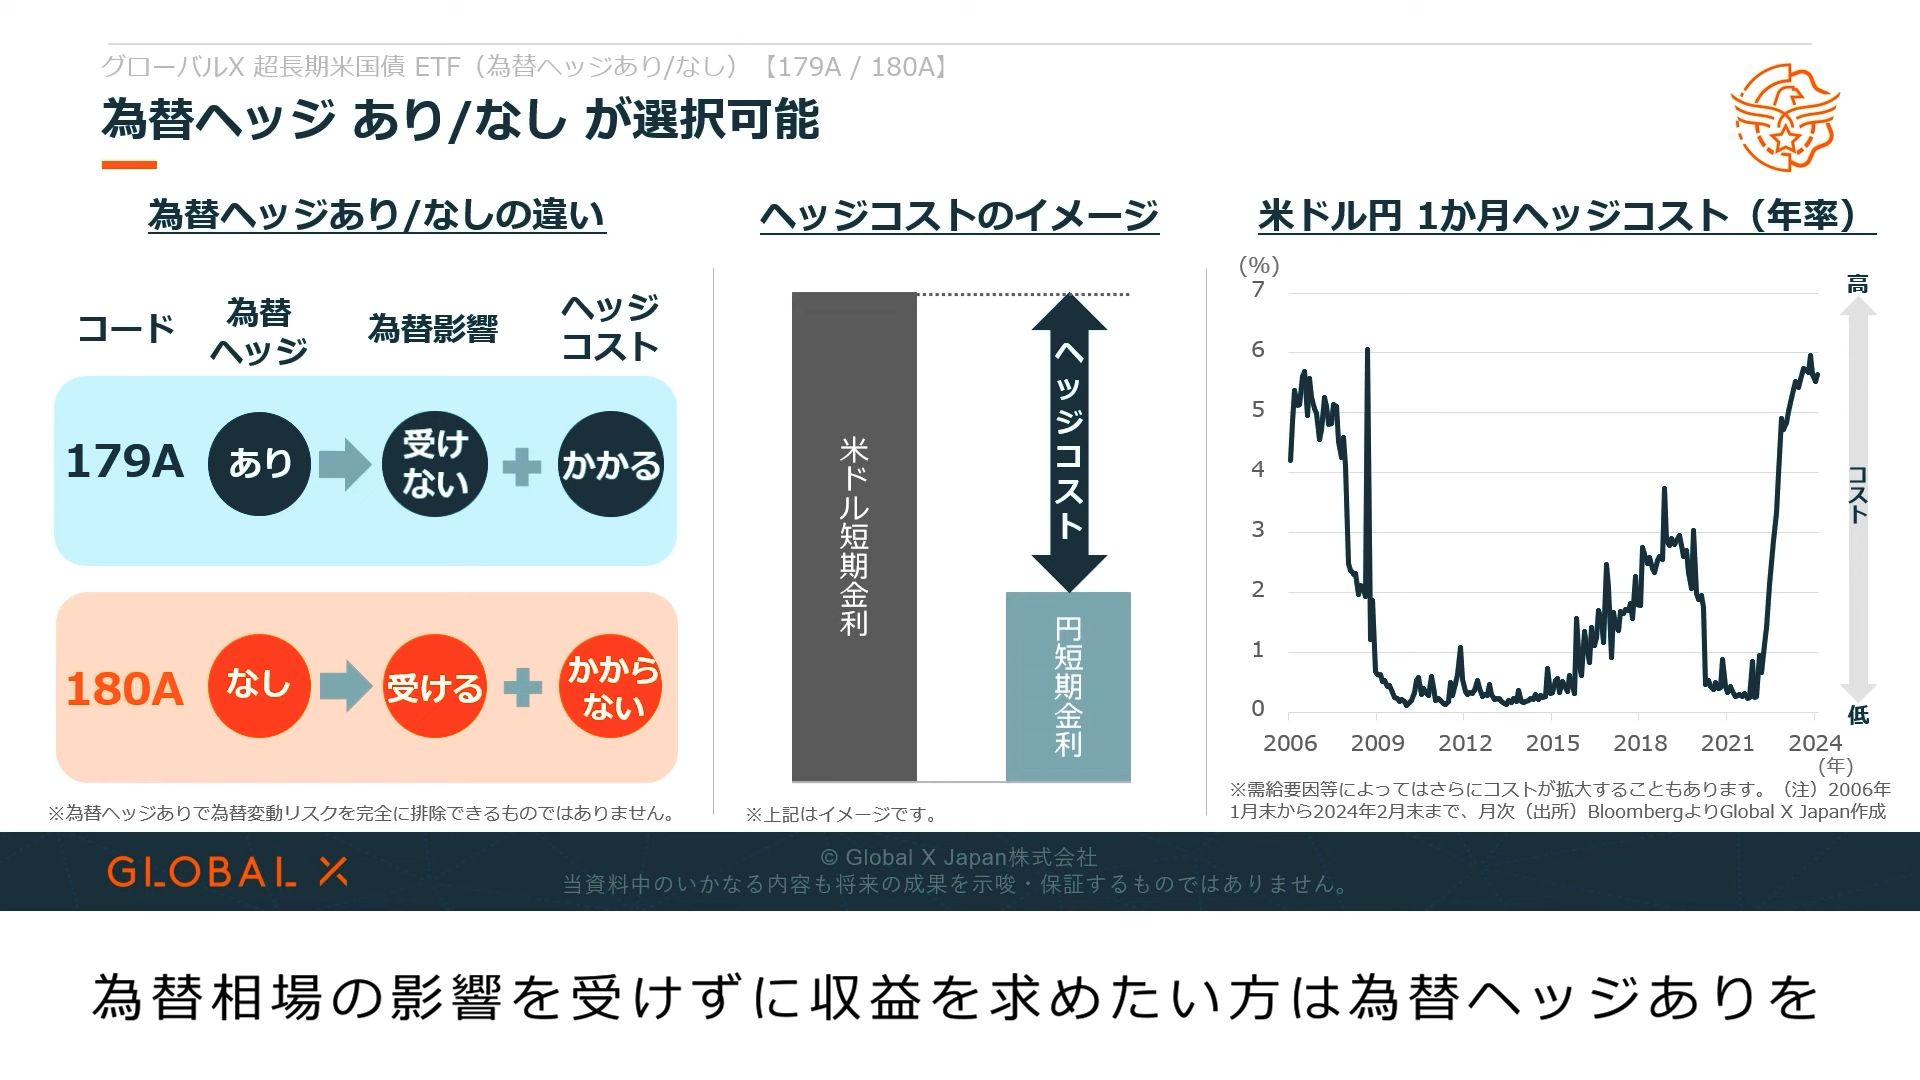 グローバルX 超長期米国債 ETF（為替ヘッジあり/なし）【179A / 180A】
為替ヘッジ あり/なし が選択可能
為替ヘッジあり/なしの違い
コード
為替
ヘッジ
為替影響
ヘッジ
コスト
179A
あり
受け
ない
かかる
180A
なし
受ける
かから
ない
※為替ヘッジありで為替変動リスクを完全に排除できるものではありません。
ヘッジコストのイメージ
米ドル短期金利
ヘッジコスト
円短期金利
※上記はイメージです。
米ドル円 1か月ヘッジコスト（年率）
(%)
7
6
5
4
3
2
1
0
2006 2009 2012 2015 2018 2021 2024
(年)
高
コスト
低
※需給要因等によってはさらにコストが拡大することもあります。（注）2006年
1月末から2024年2月末まで、月次（出所）BloombergよりGlobal X Japan作成
GLOBAL X
© Global X Japan株式会社
当資料中のいかなる内容も将来の成果を示唆・保証するものではありません。
為替相場の影響を受けずに収益を求めたい方は為替ヘッジありを